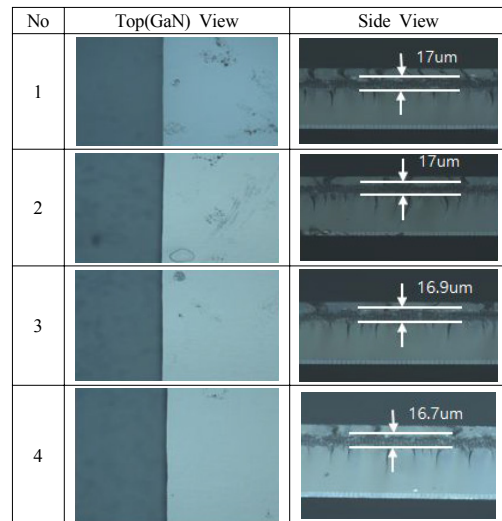 No Top(GaN) View Side View
1 17um
2 17um
3 16.9um
4 16.7um